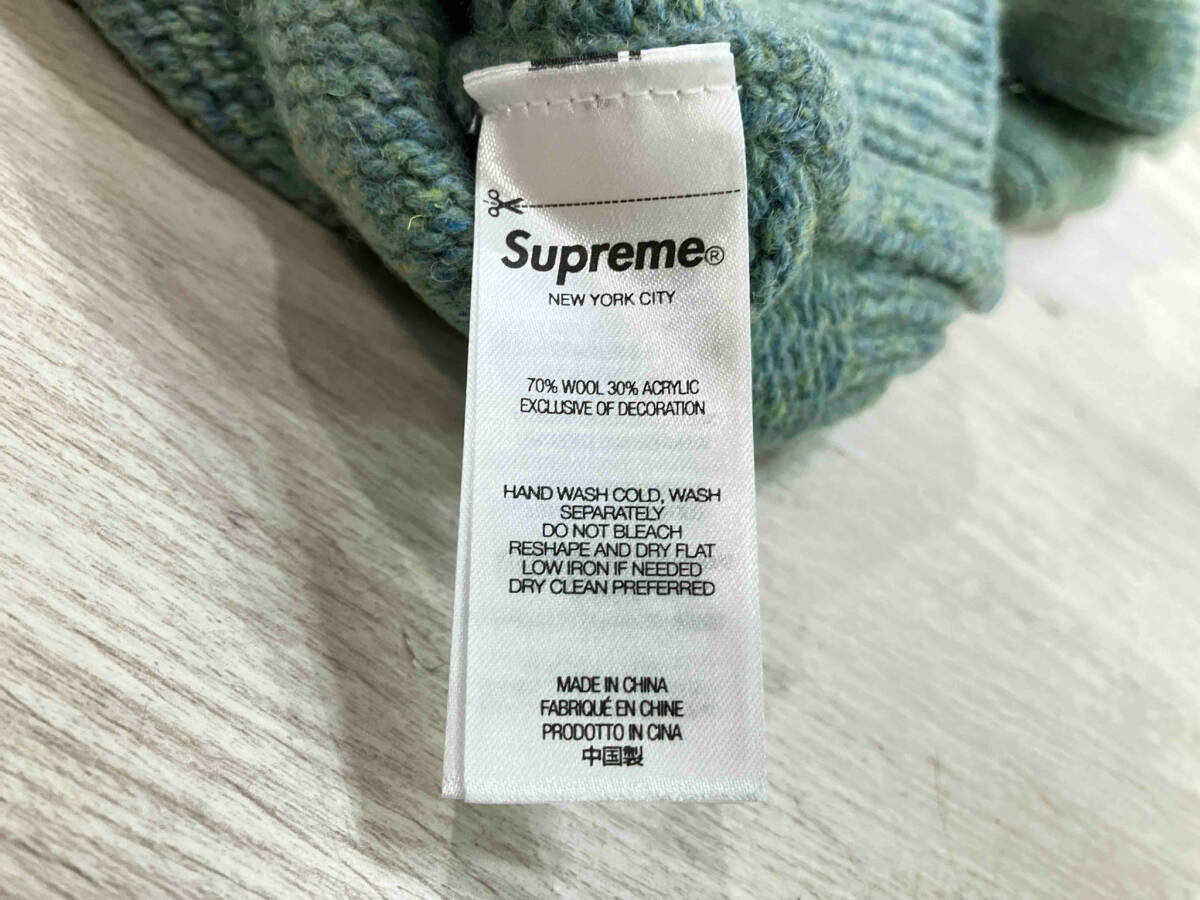 Supreme®
NEW YORK CITY
70% WOOL 30% ACRYLIC
EXCLUSIVE OF DECORATION
HAND WASH COLD, WASH
SEPARATELY
DO NOT BLEACH
RESHAPE AND DRY FLAT
LOW IRON IF NEEDED
DRY CLEAN PREFERRED
MADE IN CHINA
FABRIQUÉ EN CHINE
PRODOTTO IN CINA
中国製